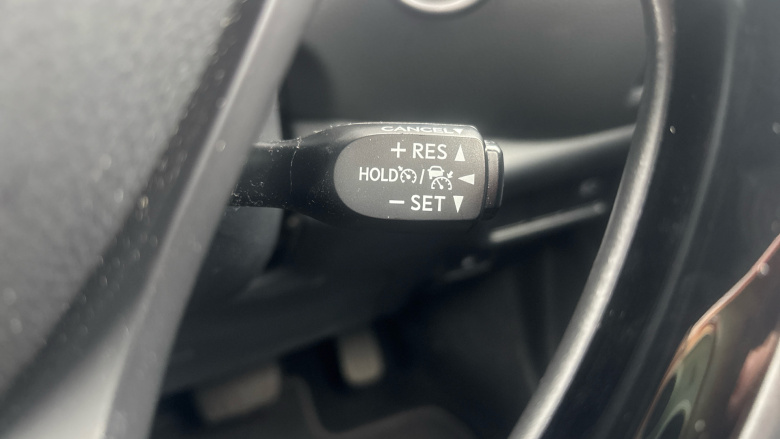 CANCEL ▼
+ RES ▲
HOLD / ◀
− SET ▼